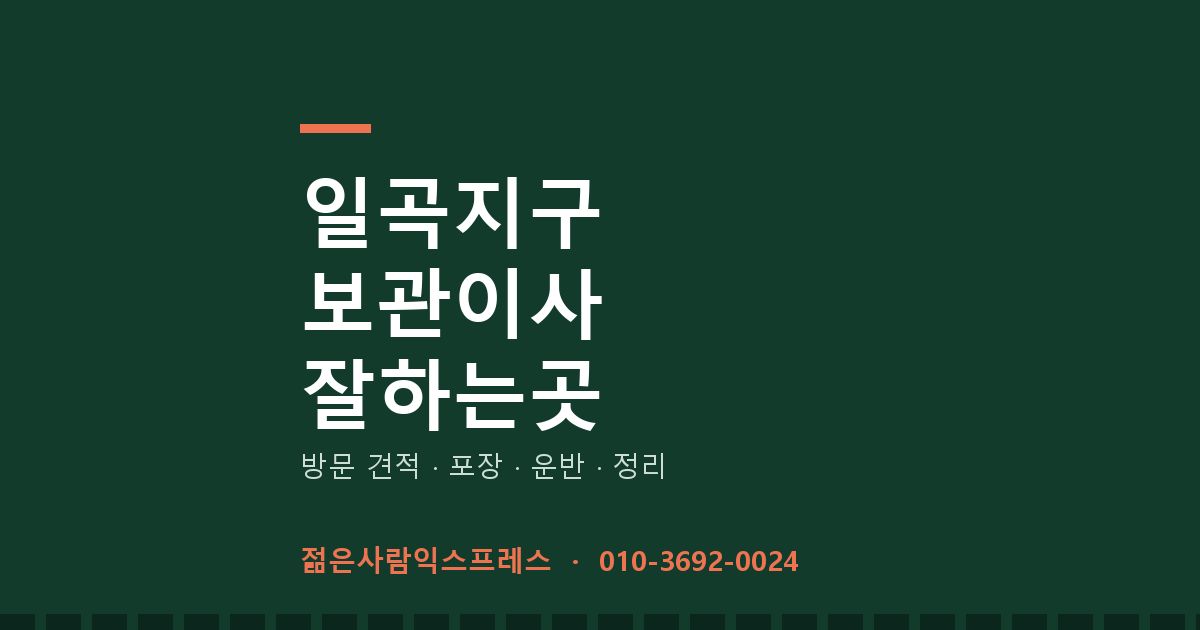 일곡지구
보관이사
잘하는곳
방문 견적 · 포장 · 운반 · 정리
젊은사람익스프레스 · 010-3692-0024